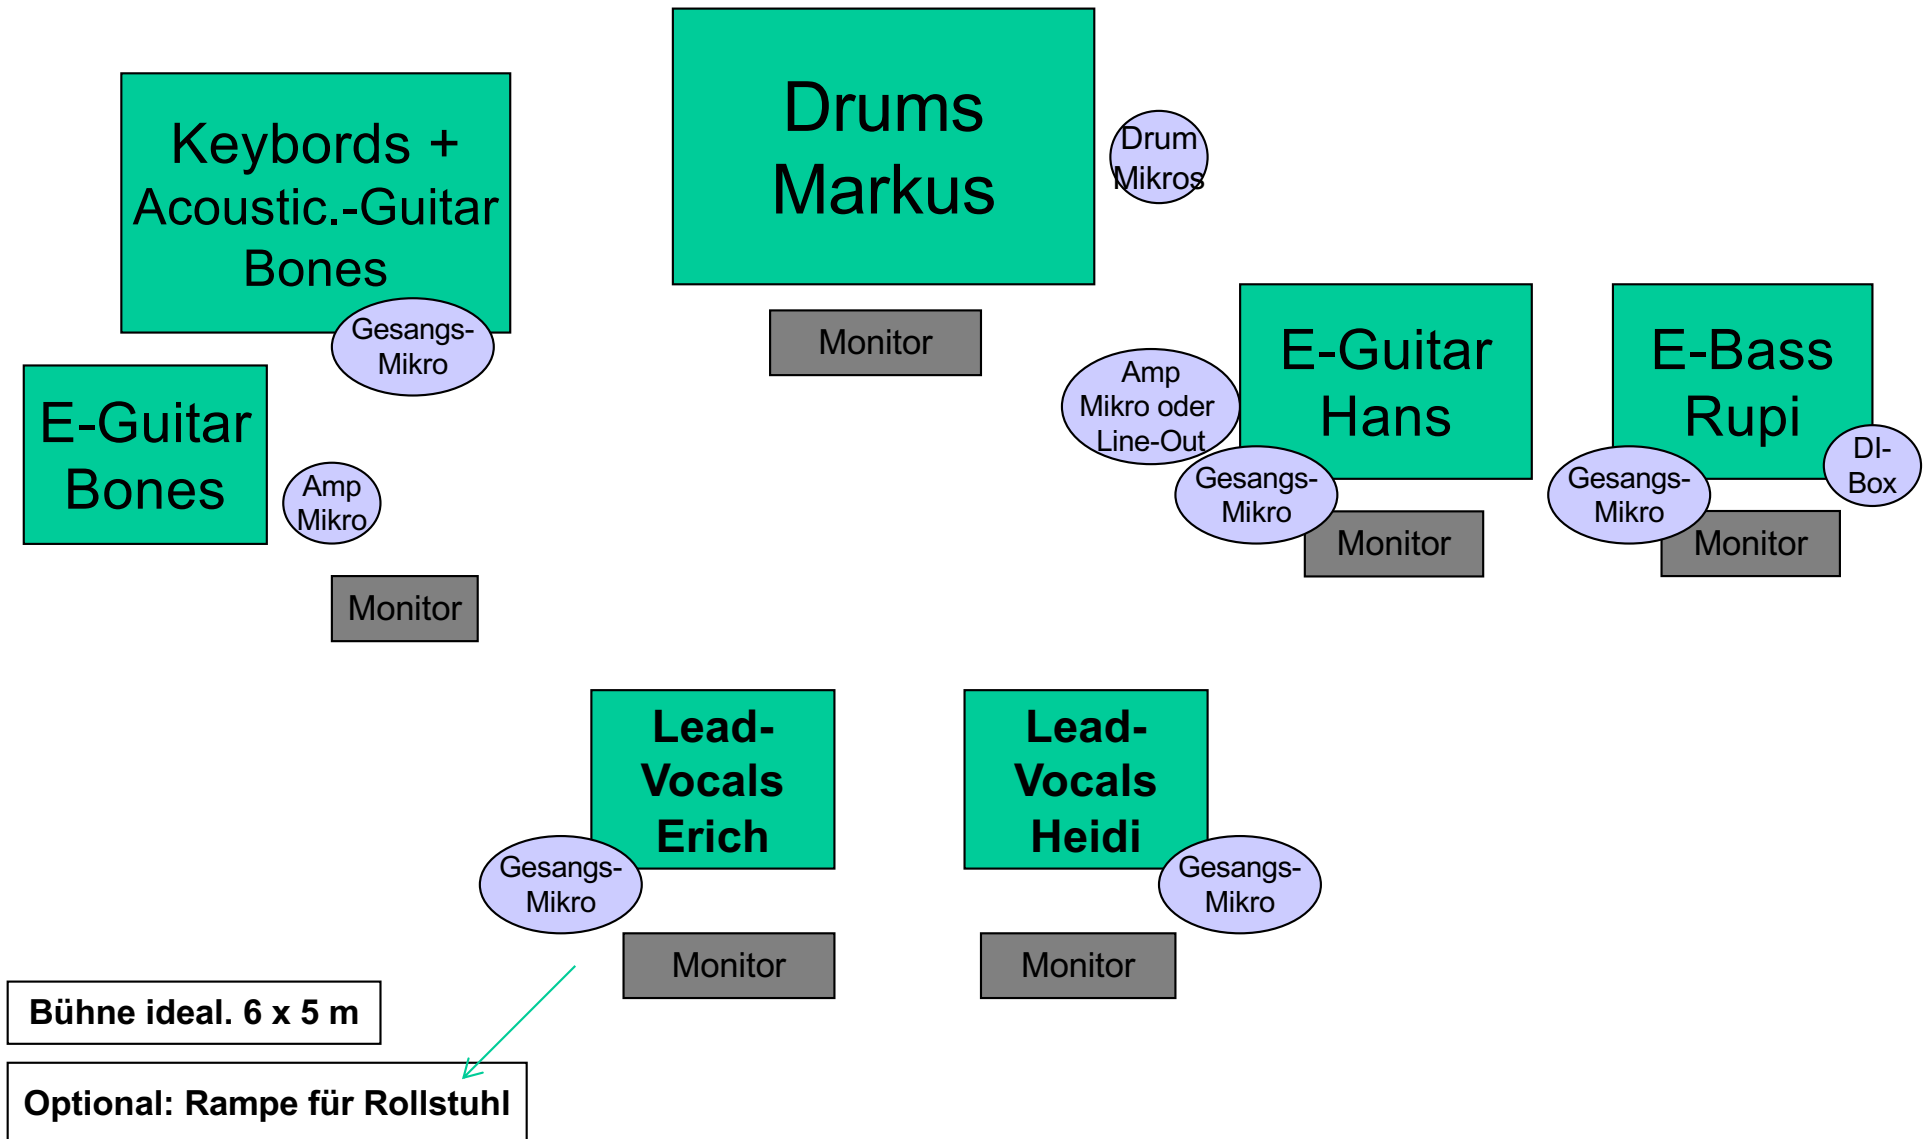 Drums
Markus
Drum
Mikros
Keybords +
Acoustic.-Guitar
Bones
Gesangs-
Mikro
Monitor
E-Guitar
Bones
Amp
Mikro
Monitor
Amp
Mikro oder
Line-Out
E-Guitar
Hans
Gesangs-
Mikro
Monitor
E-Bass
Rupi
DI-
Box
Gesangs-
Mikro
Monitor
Lead-
Vocals
Erich
Gesangs-
Mikro
Monitor
Lead-
Vocals
Heidi
Gesangs-
Mikro
Monitor
Bühne ideal. 6 x 5 m
Optional: Rampe für Rollstuhl